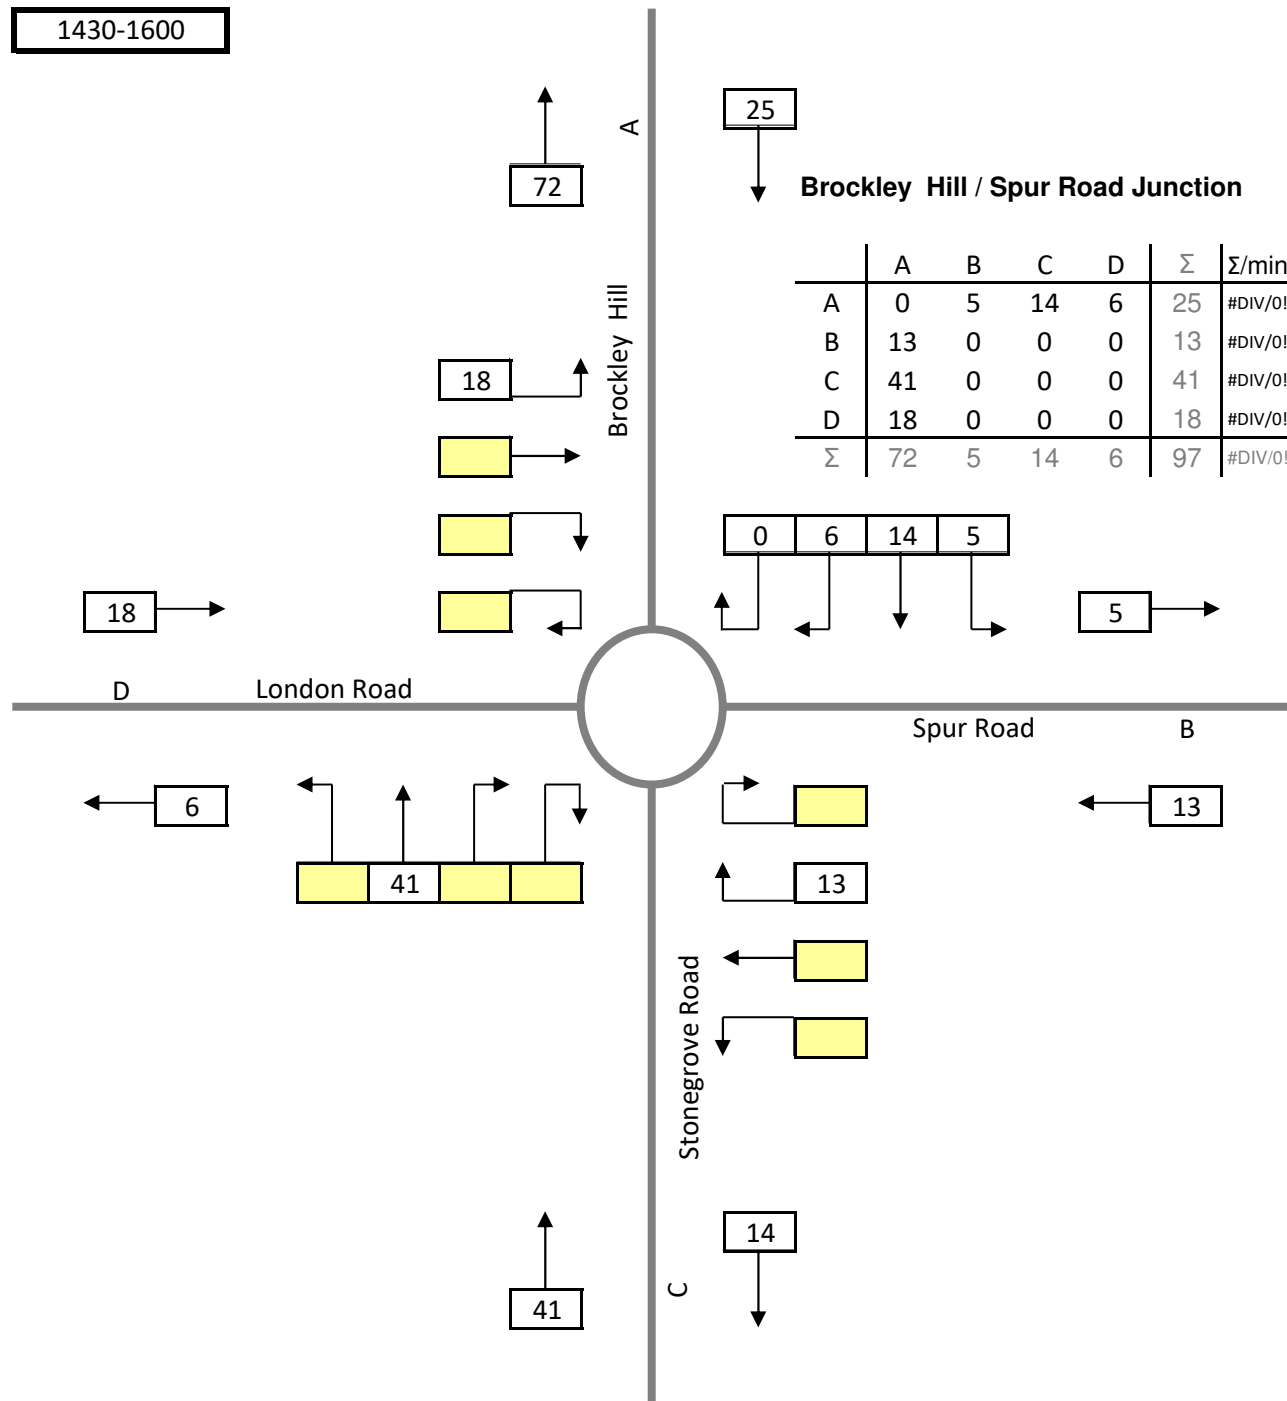 1430-1600
25
A
72
Brockley Hill / Spur Road Junction
A B C D Σ Σ/min
A 0 5 14 6 25 #DIV/0!
B 13 0 0 0 13 #DIV/0!
C 41 0 0 0 41 #DIV/0!
D 18 0 0 0 18 #DIV/0!
Σ 72 5 14 6 97 #DIV/0!
Brockley Hill
18
0 6 14 5
18
5
D London Road
Spur Road B
6
13
41
13
Stonegrove Road
14
C
41